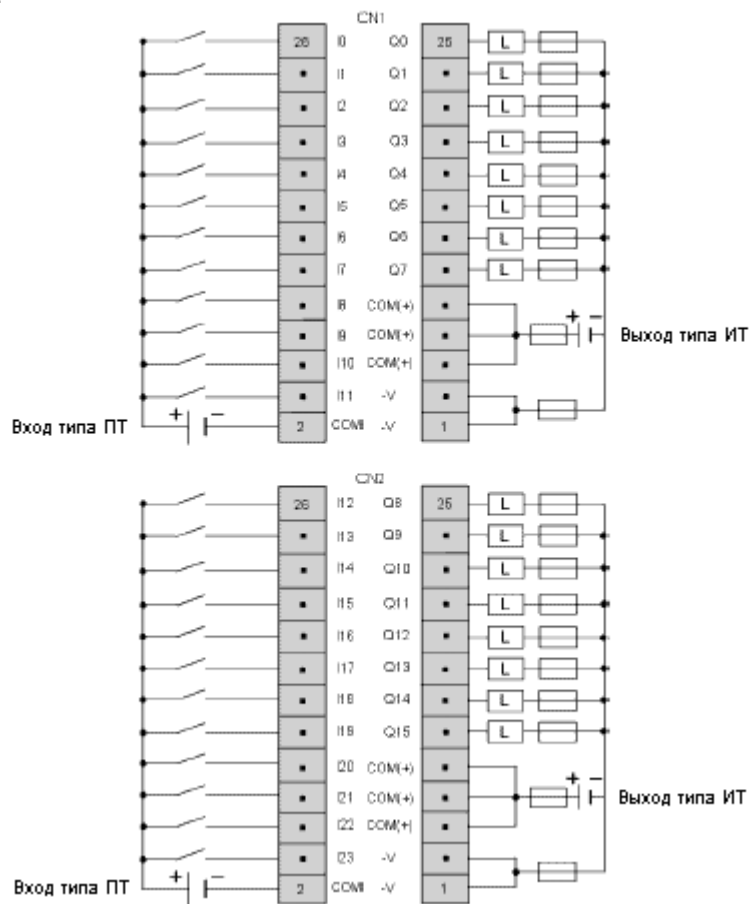 CN1
26 I0 Q0 25 L
I1 Q1 L
I2 Q2 L
I3 Q3 L
I4 Q4 L
I5 Q5 L
I6 Q6 L
I7 Q7 L
I8 COM(+)
+ −
I9 COM(+) Выход типа ИТ
I10 COM(+)
I11 -V
+ −
Вход типа ПТ 2 COMI -V 1
CN2
26 I12 Q8 25 L
I13 Q9 L
I14 Q10 L
I15 Q11 L
I16 Q12 L
I17 Q13 L
I18 Q14 L
I19 Q15 L
I20 COM(+)
+ −
I21 COM(+) Выход типа ИТ
I22 COM(+)
I23 -V
+ −
Вход типа ПТ 2 COMI -V 1